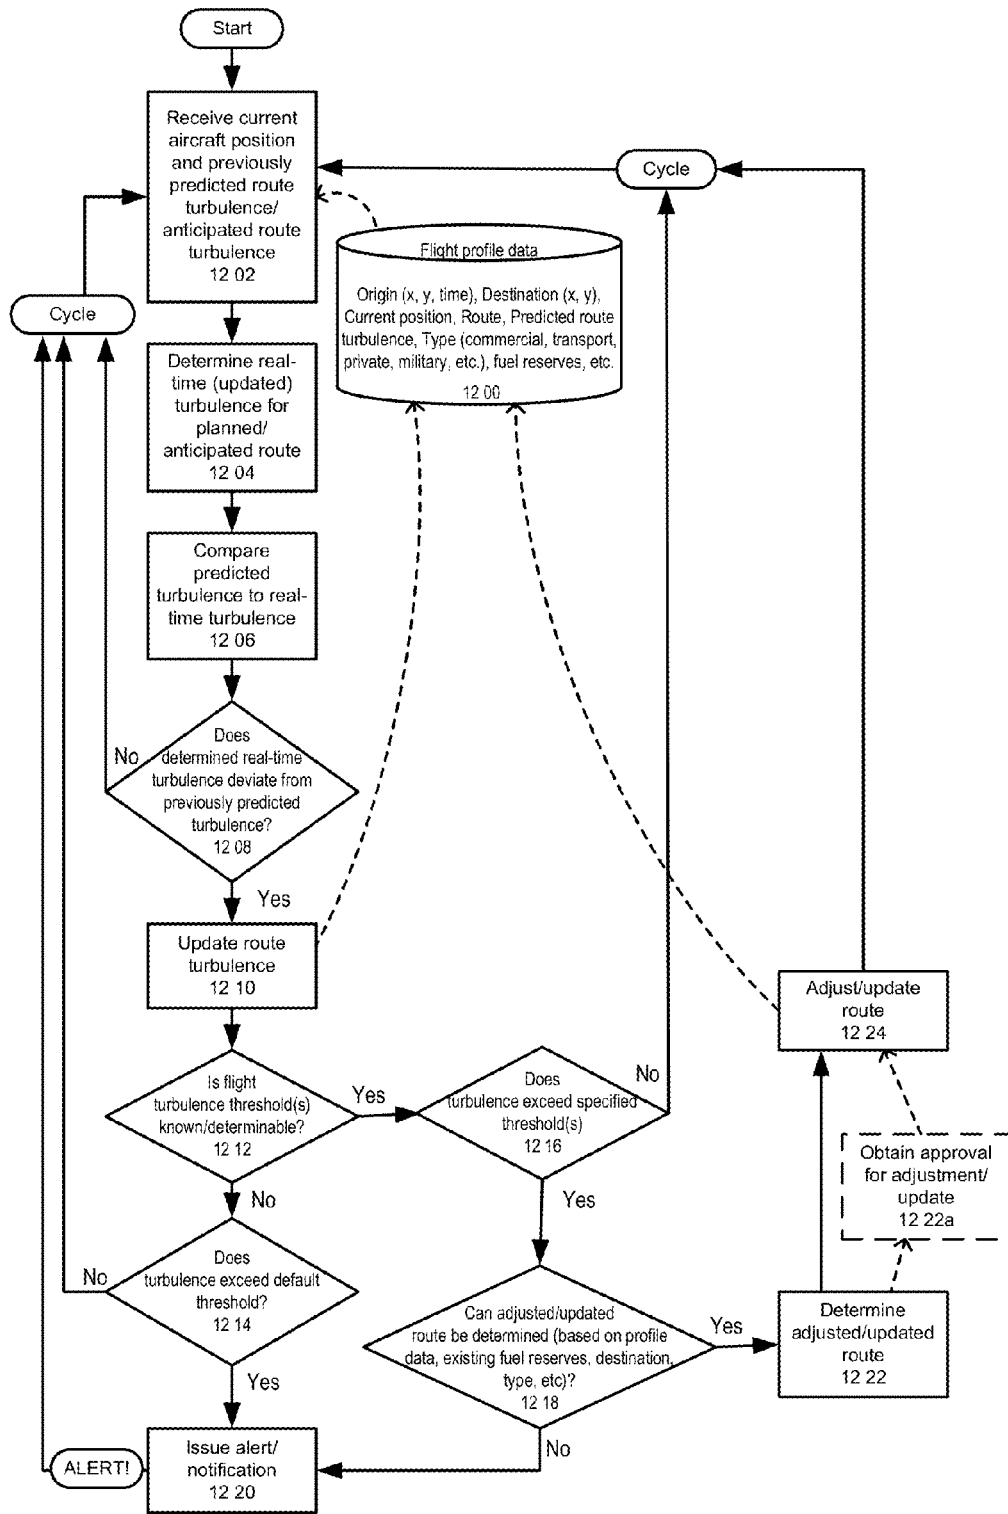 Start
Receive current
aircraft position
and previously
predicted route
turbulence/
anticipated route
turbulence
12 02
Cycle
Flight profile data
Origin (x, y, time), Destination (x, y),
Current position, Route, Predicted route
turbulence, Type (commercial, transport,
private, military, etc.), fuel reserves, etc.
12 00
Cycle
Determine real-
time (updated)
turbulence for
planned/
anticipated route
12 04
Compare
predicted
turbulence to real-
time turbulence
12 06
Does
determined real-time
turbulence deviate from
previously predicted
turbulence?
12 08
No
Yes
Update route
turbulence
12 10
Is flight
turbulence threshold(s)
known/determinable?
12 12
Yes
No
Does
turbulence exceed specified
threshold(s)
12 16
No
Yes
Adjust/update
route
12 24
Obtain approval
for adjustment/
update
12 22a
Does
turbulence exceed default
threshold?
12 14
No
Yes
Can adjusted/updated
route be determined (based on profile
data, existing fuel reserves, destination,
type, etc)?
12 18
Yes
No
Determine
adjusted/updated
route
12 22
Issue alert/
notification
12 20
ALERT!